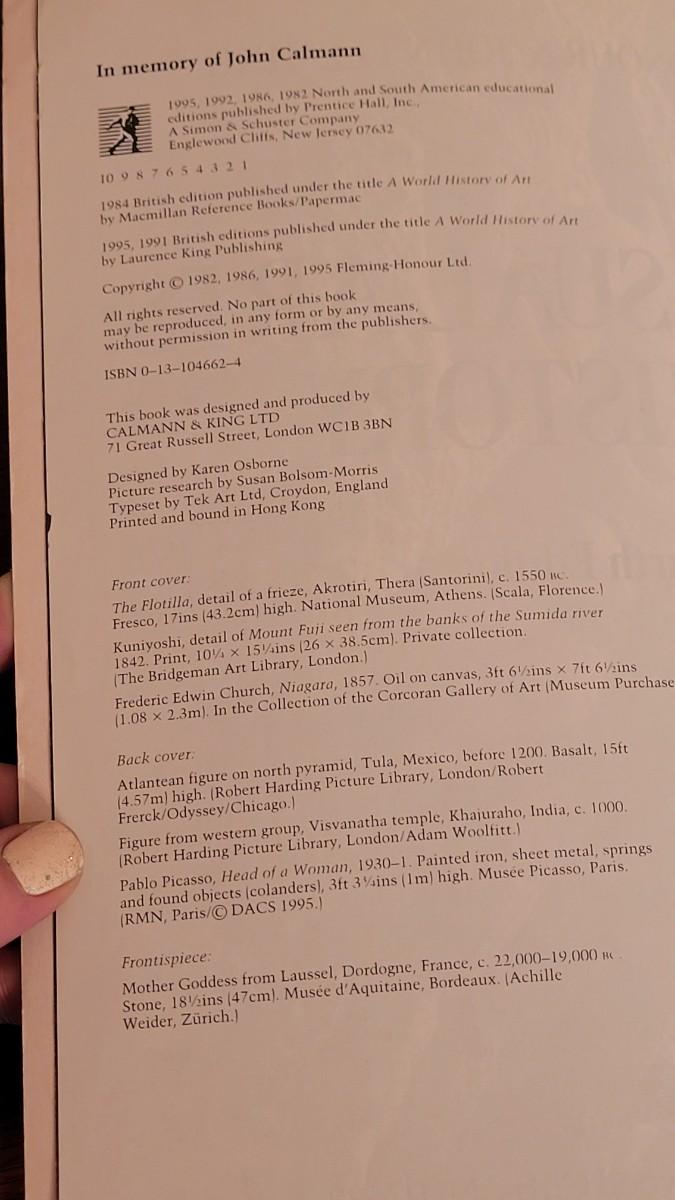 In memory of John Calmann
1995, 1992, 1986, 1982 North and South American educational
editions published by Prentice Hall, Inc.,
A Simon & Schuster Company
Englewood Cliffs, New Jersey 07632
10 9 8 7 6 5 4 3 2 1
1984 British edition published under the title A World History of Art
by Macmillan Reference Books/Papermac
1995, 1991 British editions published under the title A World History of Art
by Laurence King Publishing
Copyright © 1982, 1986, 1991, 1995 Fleming-Honour Ltd.
All rights reserved. No part of this book
may be reproduced, in any form or by any means,
without permission in writing from the publishers.
ISBN 0–13–104662–4
This book was designed and produced by
CALMANN & KING LTD
71 Great Russell Street, London WC1B 3BN
Designed by Karen Osborne
Picture research by Susan Bolsom-Morris
Typeset by Tek Art Ltd, Croydon, England
Printed and bound in Hong Kong
Front cover:
The Flotilla, detail of a frieze, Akrotiri, Thera (Santorini), c. 1550 BC.
Fresco, 17ins (43.2cm) high. National Museum, Athens. (Scala, Florence.)
Kuniyoshi, detail of Mount Fuji seen from the banks of the Sumida river
1842. Print, 10¼ × 15¼ins (26 × 38.5cm). Private collection.
(The Bridgeman Art Library, London.)
Frederic Edwin Church, Niagara, 1857. Oil on canvas, 3ft 6½ins × 7ft 6½ins
(1.08 × 2.3m). In the Collection of the Corcoran Gallery of Art (Museum Purchase
Back cover:
Atlantean figure on north pyramid, Tula, Mexico, before 1200. Basalt, 15ft
(4.57m) high. (Robert Harding Picture Library, London/Robert
Frerck/Odyssey/Chicago.)
Figure from western group, Visvanatha temple, Khajuraho, India, c. 1000.
(Robert Harding Picture Library, London/Adam Woolfitt.)
Pablo Picasso, Head of a Woman, 1930–1. Painted iron, sheet metal, springs
and found objects (colanders), 3ft 3¼ins (1m) high. Musée Picasso, Paris.
(RMN, Paris/© DACS 1995.)
Frontispiece:
Mother Goddess from Laussel, Dordogne, France, c. 22,000–19,000 BC.
Stone, 18½ins (47cm). Musée d'Aquitaine, Bordeaux. (Achille
Weider, Zürich.)